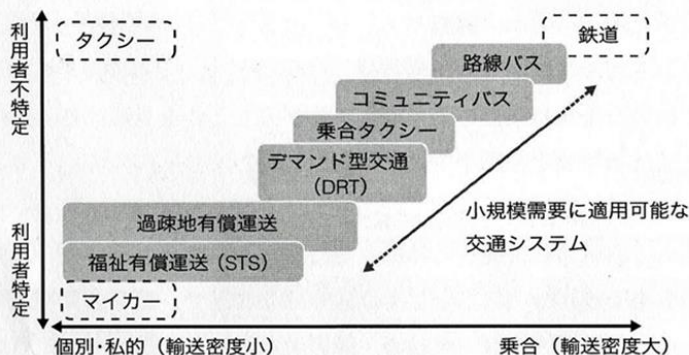 利用者不特定
利用者特定
タクシー
鉄道
路線バス
コミュニティバス
乗合タクシー
デマンド型交通
(DRT)
過疎地有償運送
福祉有償運送（STS）
マイカー
小規模需要に適用可能な
交通システム
個別・私的（輸送密度小）
乗合（輸送密度大）